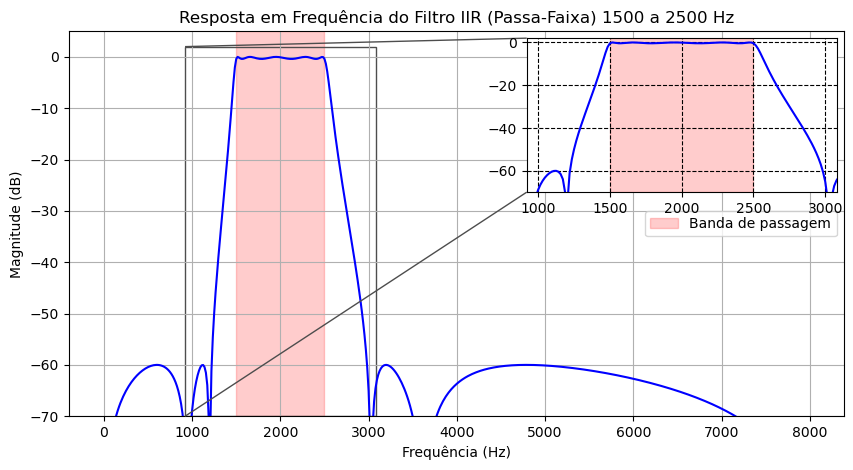 Resposta em Frequência do Filtro IIR (Passa-Faixa) 1500 a 2500 Hz
Magnitude (dB)
0
−10
−20
−30
−40
−50
−60
−70
0
−20
−40
−60
1000 1500 2000 2500 3000
Banda de passagem
0 1000 2000 3000 4000 5000 6000 7000 8000
Frequência (Hz)